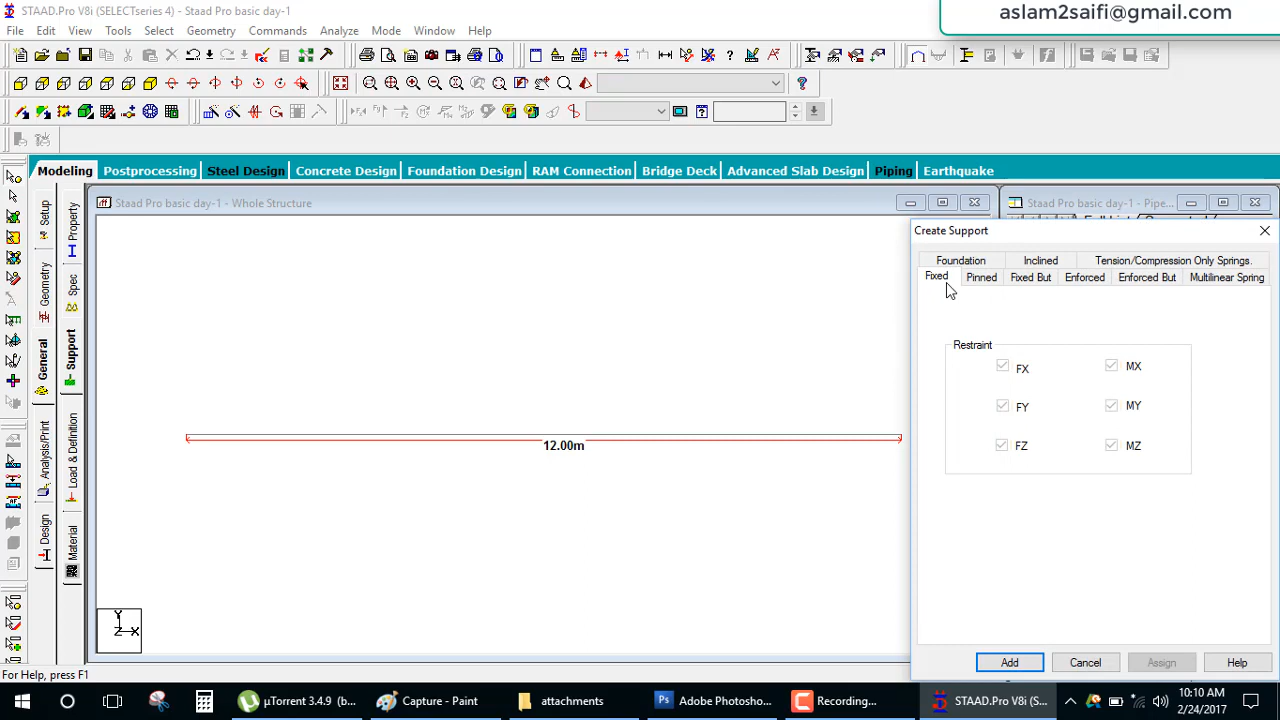 STAAD.Pro V8i (SELECTseries 4) - Staad Pro basic day-1
aslam2saifi@gmail.com
File Edit View Tools Select Geometry Commands Analyze Mode Window Help
Modeling Postprocessing Steel Design Concrete Design Foundation Design RAM Connection Bridge Deck Advanced Slab Design Piping Earthquake
Staad Pro basic day-1 - Whole Structure
Staad Pro basic day-1 - Pipe...
Setup
Geometry
General
Analysis/Print
Design
Property
Spec
Support
Load & Definition
Material
12.00m
Y
Z X
Create Support
Foundation Inclined Tension/Compression Only Springs.
Fixed Pinned Fixed But Enforced Enforced But Multilinear Spring
Restraint
FX MX
FY MY
FZ MZ
Add Cancel Assign Help
For Help, press F1
µTorrent 3.4.9 (b... Capture - Paint attachments Adobe Photosho... Recording... STAAD.Pro V8i (S...
10:10 AM
2/24/2017